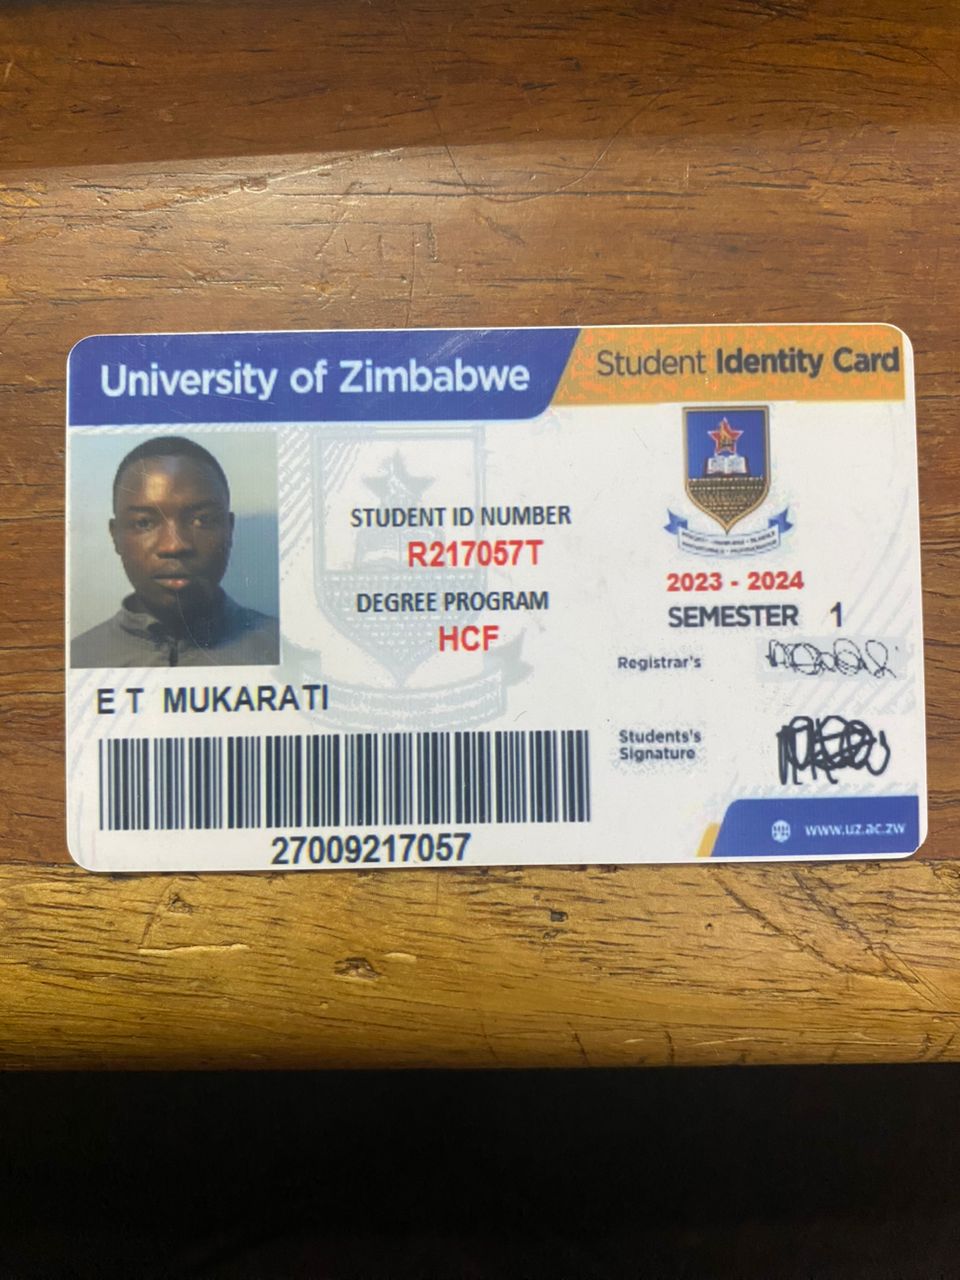 University of Zimbabwe
Student Identity Card
STUDENT ID NUMBER
R217057T
DEGREE PROGRAM
HCF
2023 - 2024
SEMESTER 1
Registrar's
Students's
Signature
E T MUKARATI
27009217057
www.uz.ac.zw